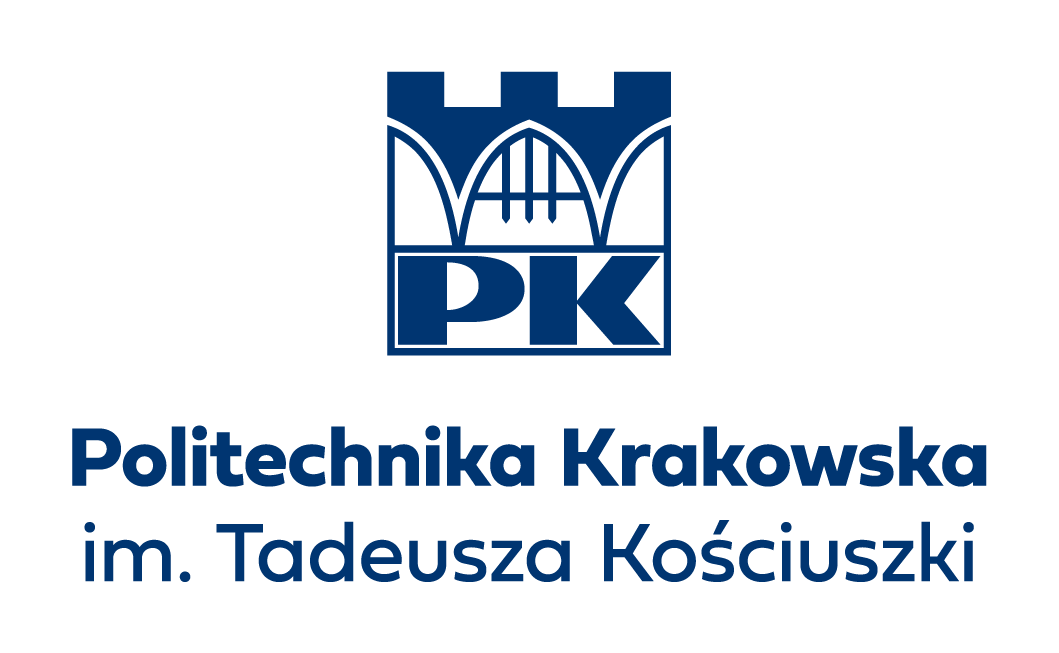 PK
Politechnika Krakowska
im. Tadeusza Kościuszki